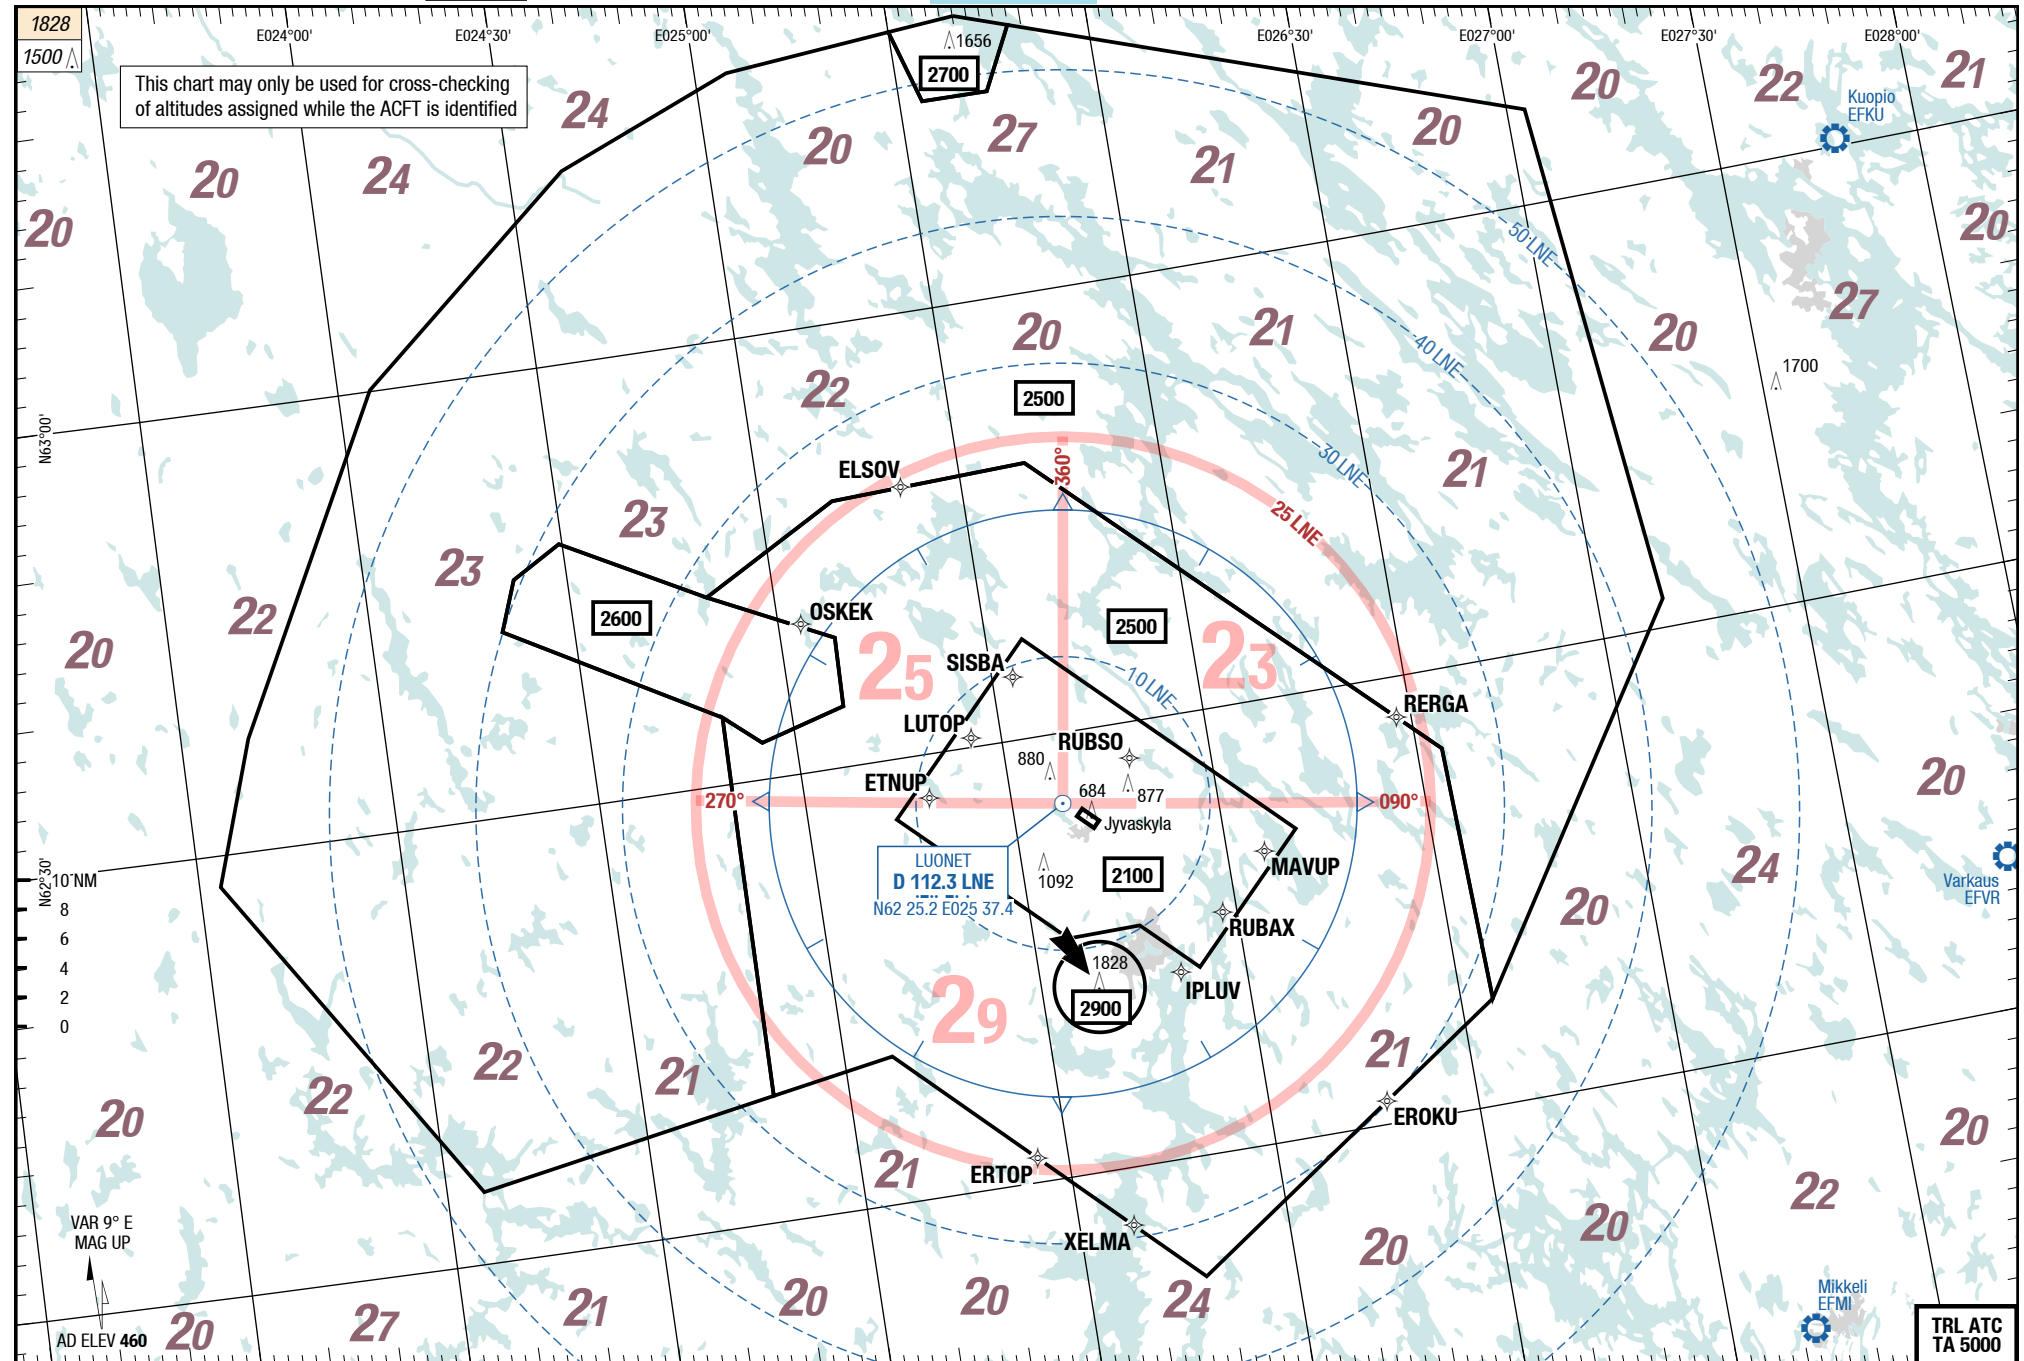 1828
1500
E024°00'
E024°30'
E025°00'
E026°30'
E027°00'
E027°30'
E028°00'
This chart may only be used for cross-checking
of altitudes assigned while the ACFT is identified
1656
2700
Kuopio
EFKU
24
20
27
20
20
22
21
20
24
21
20
20
50 LNE
27
20
21
20
1700
40 LNE
22
2500
N63°00'
360°
30 LNE
21
ELSOV
25 LNE
23
23
22
20
2600
OSKEK
25
2500
23
SISBA
10 LNE
LUTOP
RUBSO
RERGA
880
ETNUP
684
877
270°
090°
Jyvaskyla
20
LUONET
D 112.3 LNE
N62 25.2 E025 37.4
1092
2100
MAVUP
24
Varkaus
EFVR
N62°30'
10 NM
8
6
4
2
0
RUBAX
20
1828
2900
IPLUV
29
22
22
21
21
20
EROKU
20
ERTOP
21
XELMA
22
20
20
VAR 9° E
MAG UP
AD ELEV 460
20
27
21
20
20
24
Mikkeli
EFMI
TRL ATC
TA 5000